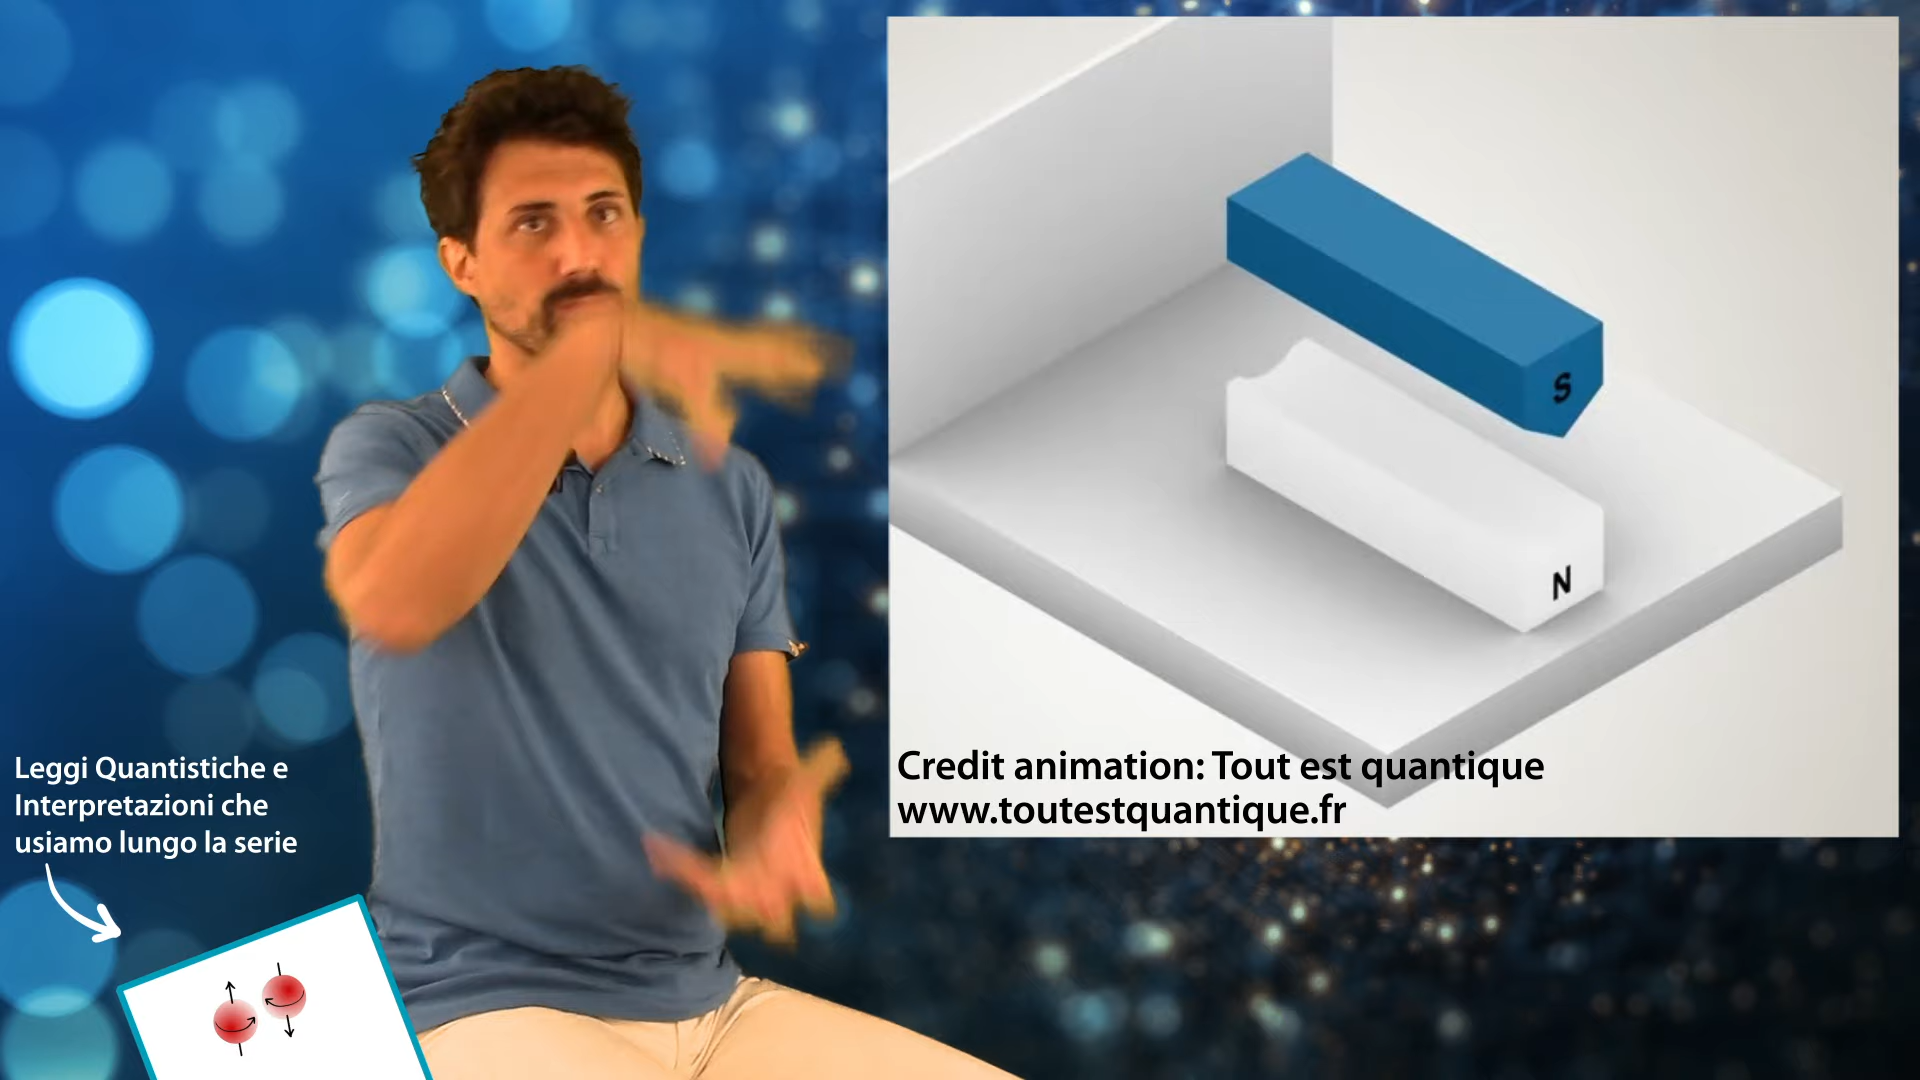 S
N
Credit animation: Tout est quantique
www.toutestquantique.fr
Leggi Quantistiche e
Interpretazioni che
usiamo lungo la serie